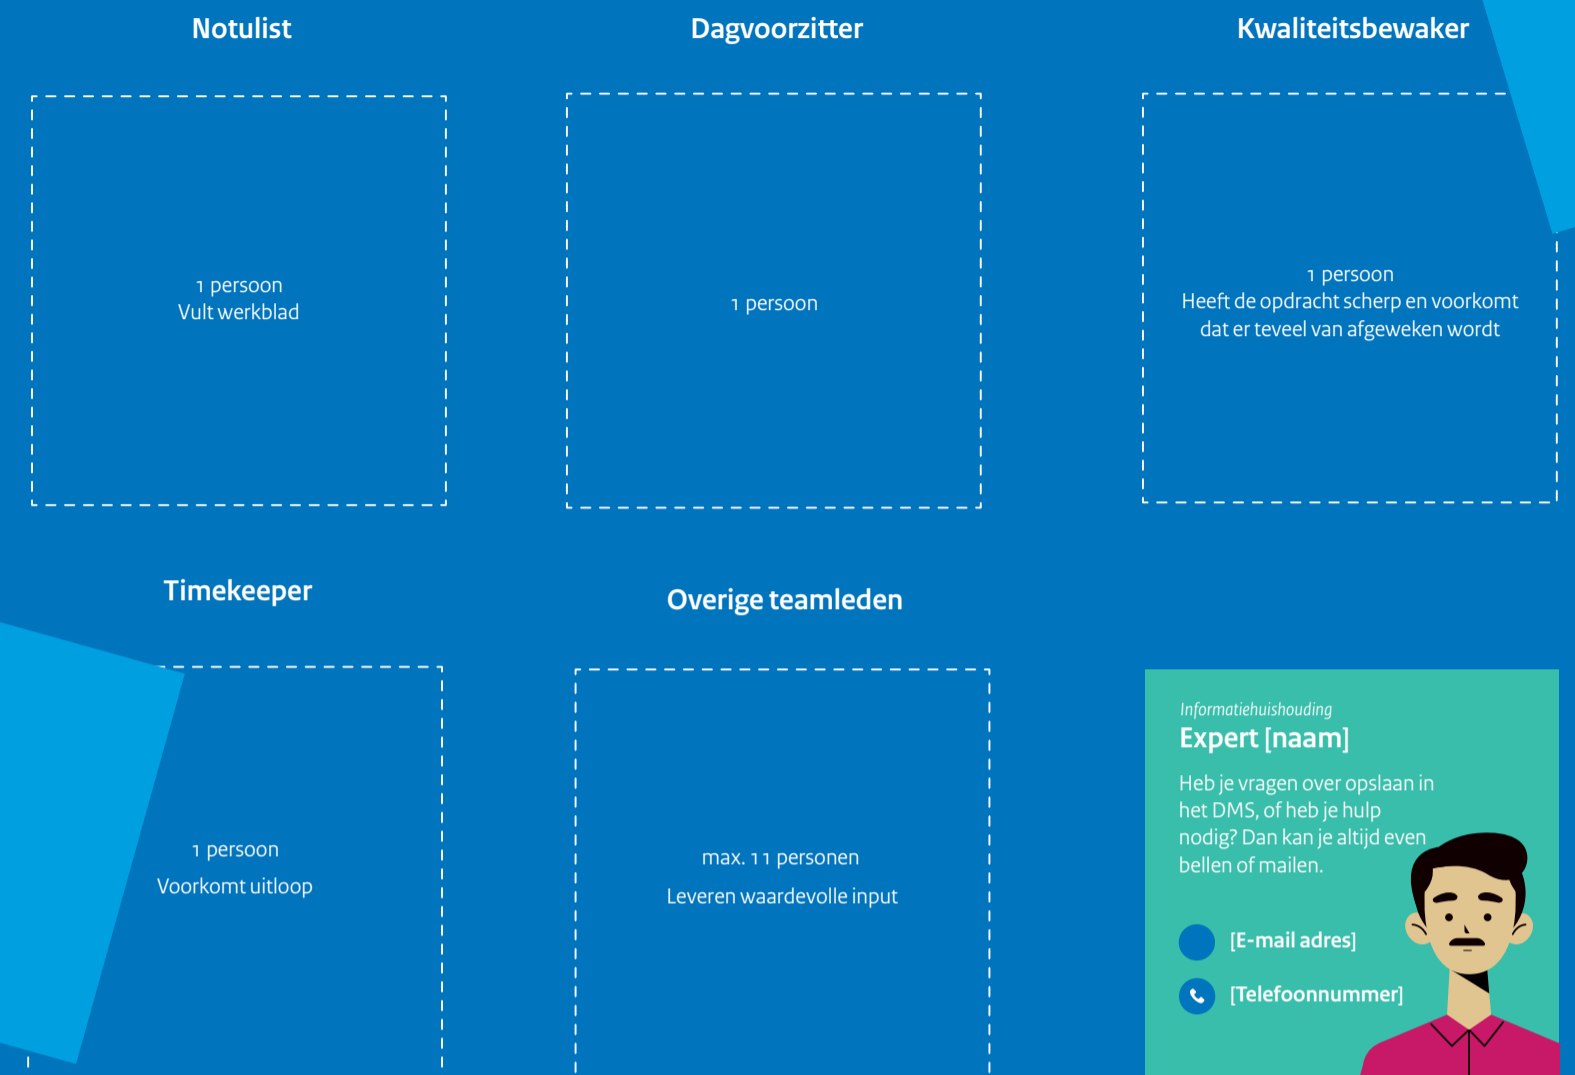 Notulist
Dagvoorzitter
Kwaliteitsbewaker
1 persoon
Vult werkblad
1 persoon
1 persoon
Heeft de opdracht scherp en voorkomt
dat er teveel van afgeweken wordt
Timekeeper
Overige teamleden
1 persoon
Voorkomt uitloop
max. 11 personen
Leveren waardevolle input
Informatiehuishouding
Expert [naam]
Heb je vragen over opslaan in
het DMS, of heb je hulp
nodig? Dan kan je altijd even
bellen of mailen.
[E-mail adres]
[Telefoonnummer]